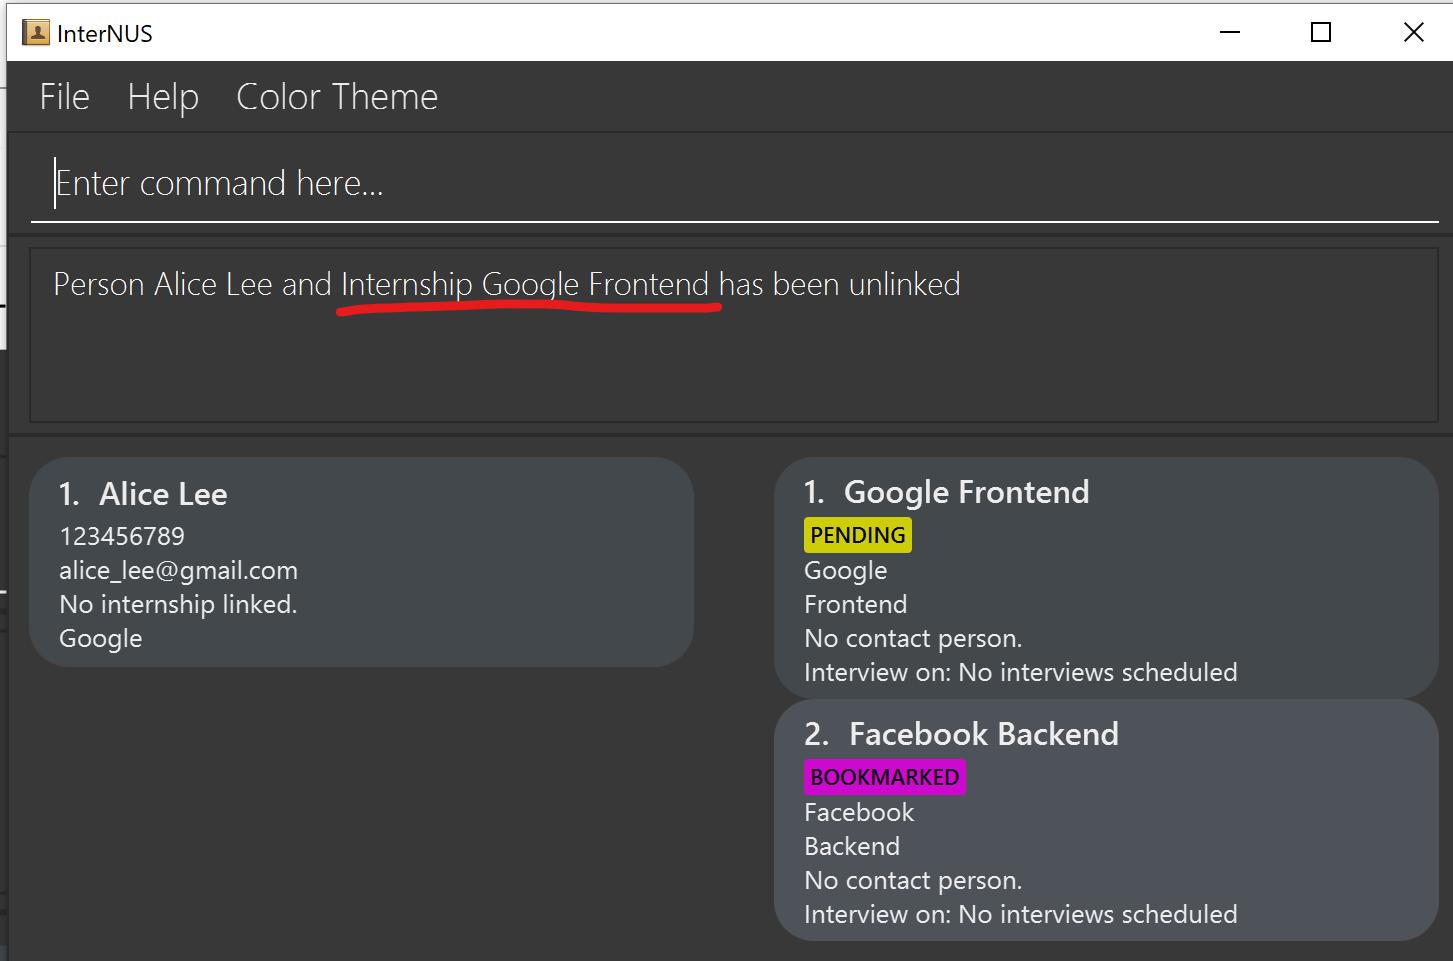 InterNUS
File Help Color Theme
Enter command here...
Person Alice Lee and Internship Google Frontend has been unlinked
1. Alice Lee
123456789
alice_lee@gmail.com
No internship linked.
Google
1. Google Frontend
PENDING
Google
Frontend
No contact person.
Interview on: No interviews scheduled
2. Facebook Backend
BOOKMARKED
Facebook
Backend
No contact person.
Interview on: No interviews scheduled